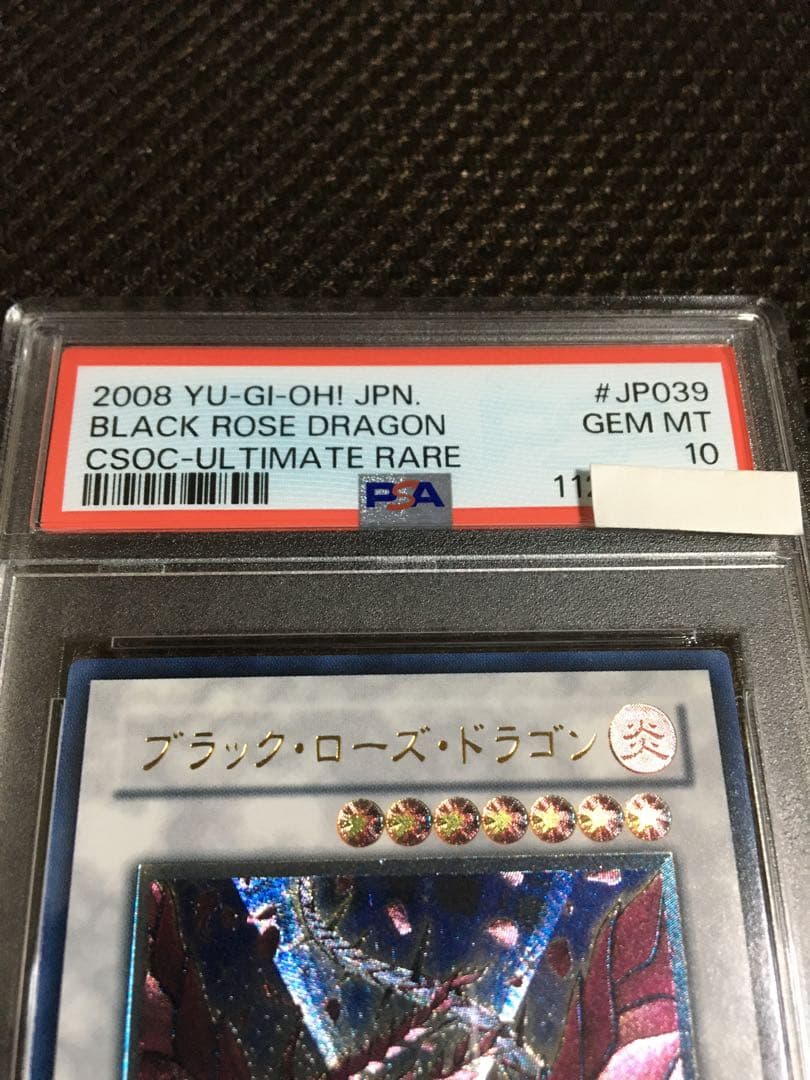 2008 YU-GI-OH! JPN. #JP039
BLACK ROSE DRAGON GEM MT
CSOC-ULTIMATE RARE 10
PSA
ブラック・ローズ・ドラゴン 炎